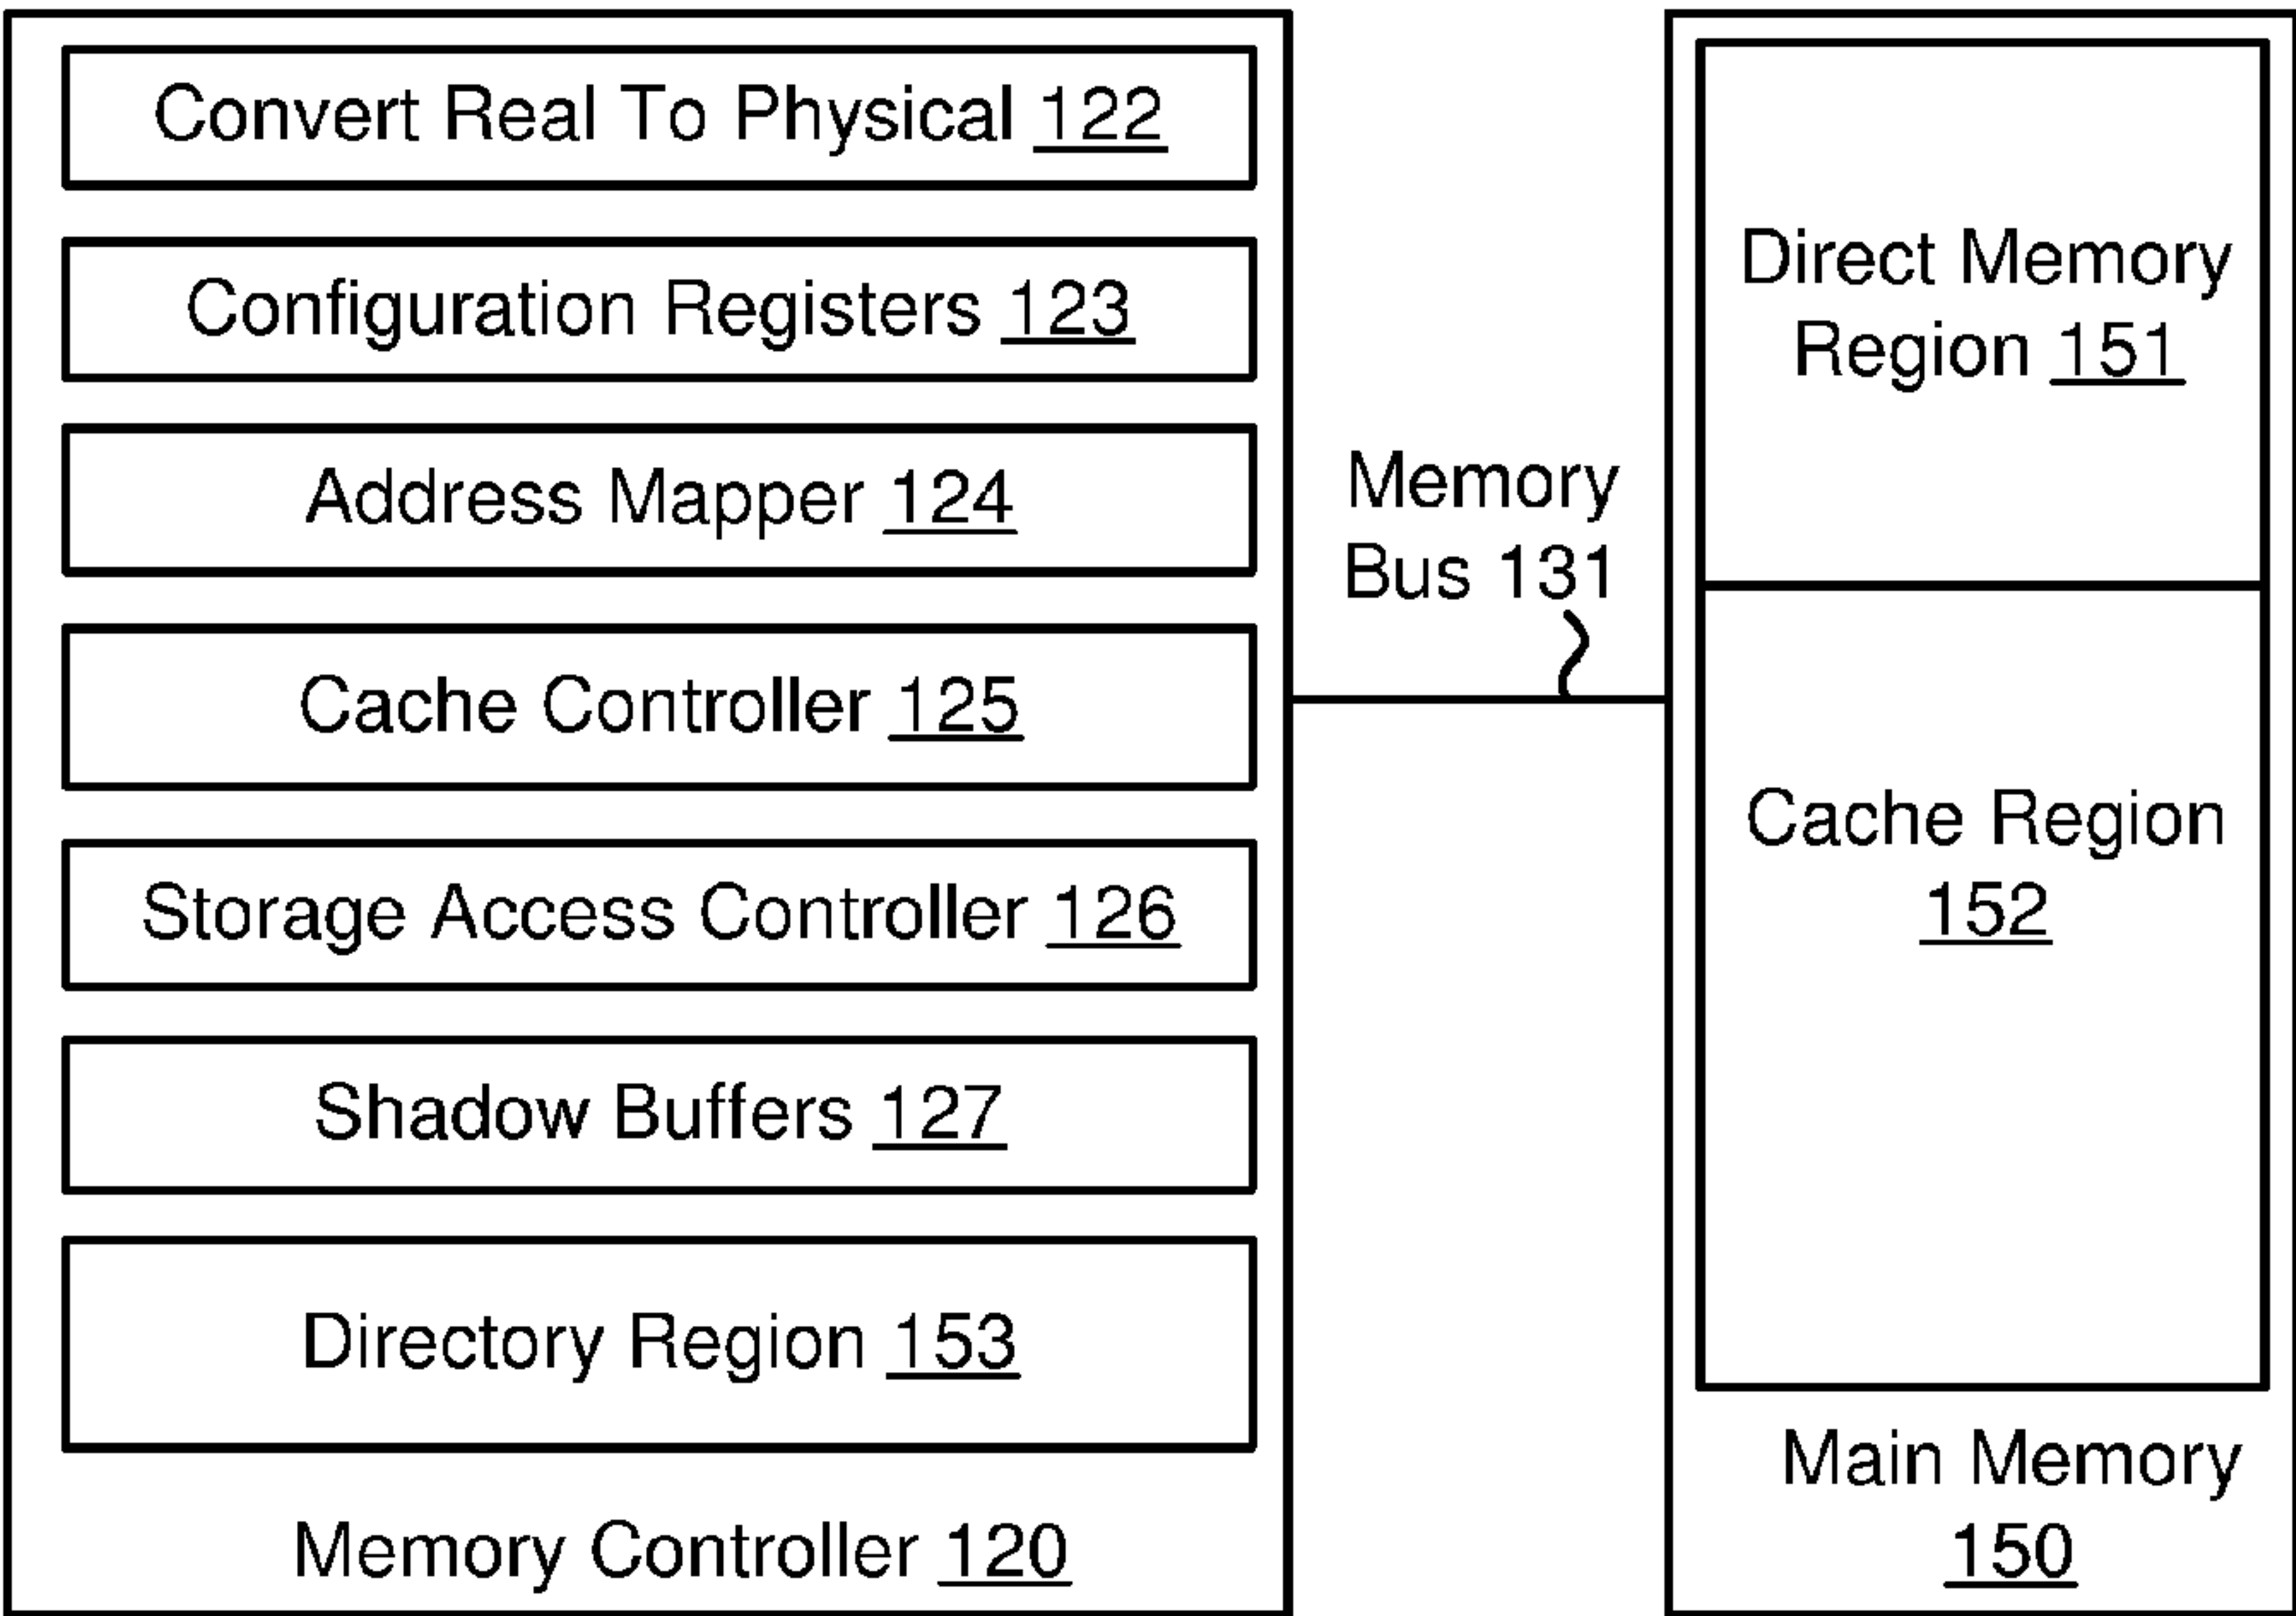 Convert Real To Physical 122
Configuration Registers 123
Address Mapper 124
Cache Controller 125
Storage Access Controller 126
Shadow Buffers 127
Directory Region 153
Memory Controller 120
Memory
Bus 131
Direct Memory
Region 151
Cache Region
152
Main Memory
150